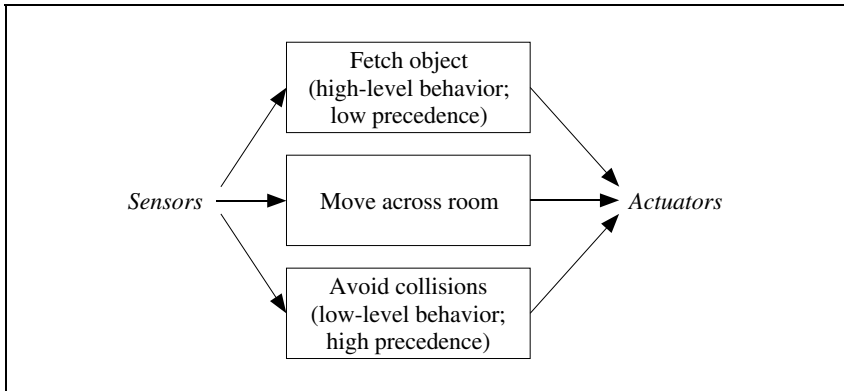 Fetch object
(high-level behavior;
low precedence)
Sensors
Move across room
Actuators
Avoid collisions
(low-level behavior;
high precedence)